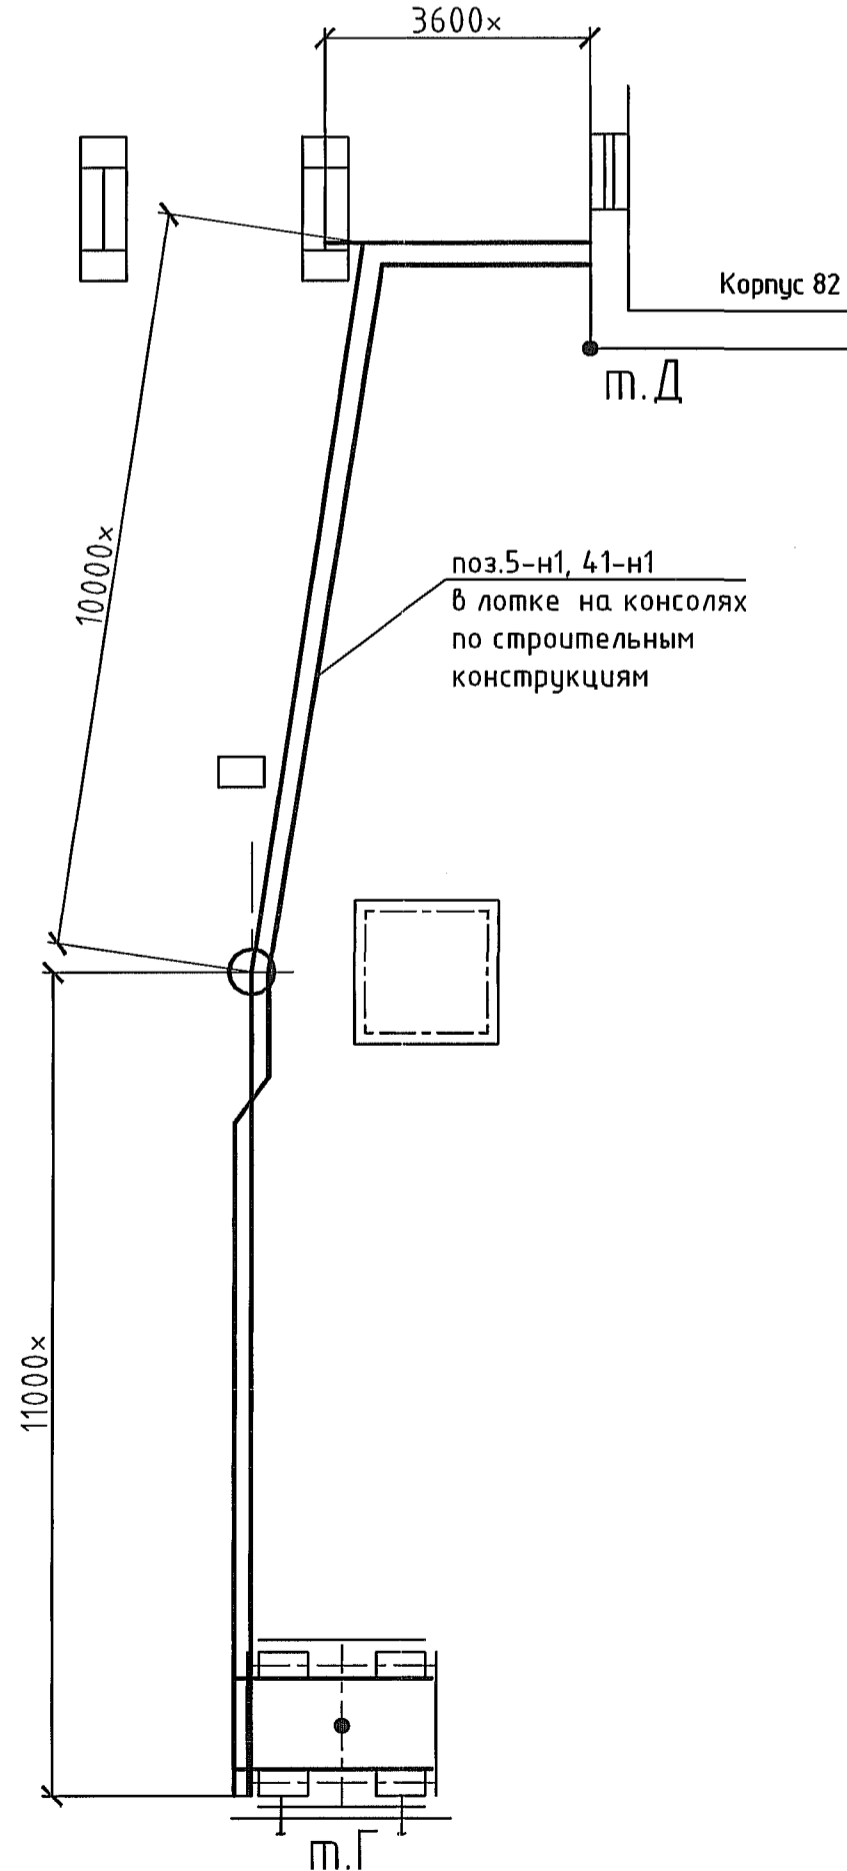 3600×
Корпус 82
т.Д
10000×
поз.5-н1, 41-н1
в лотке на консолях
по строительным
конструкциям
11000×
т.Г